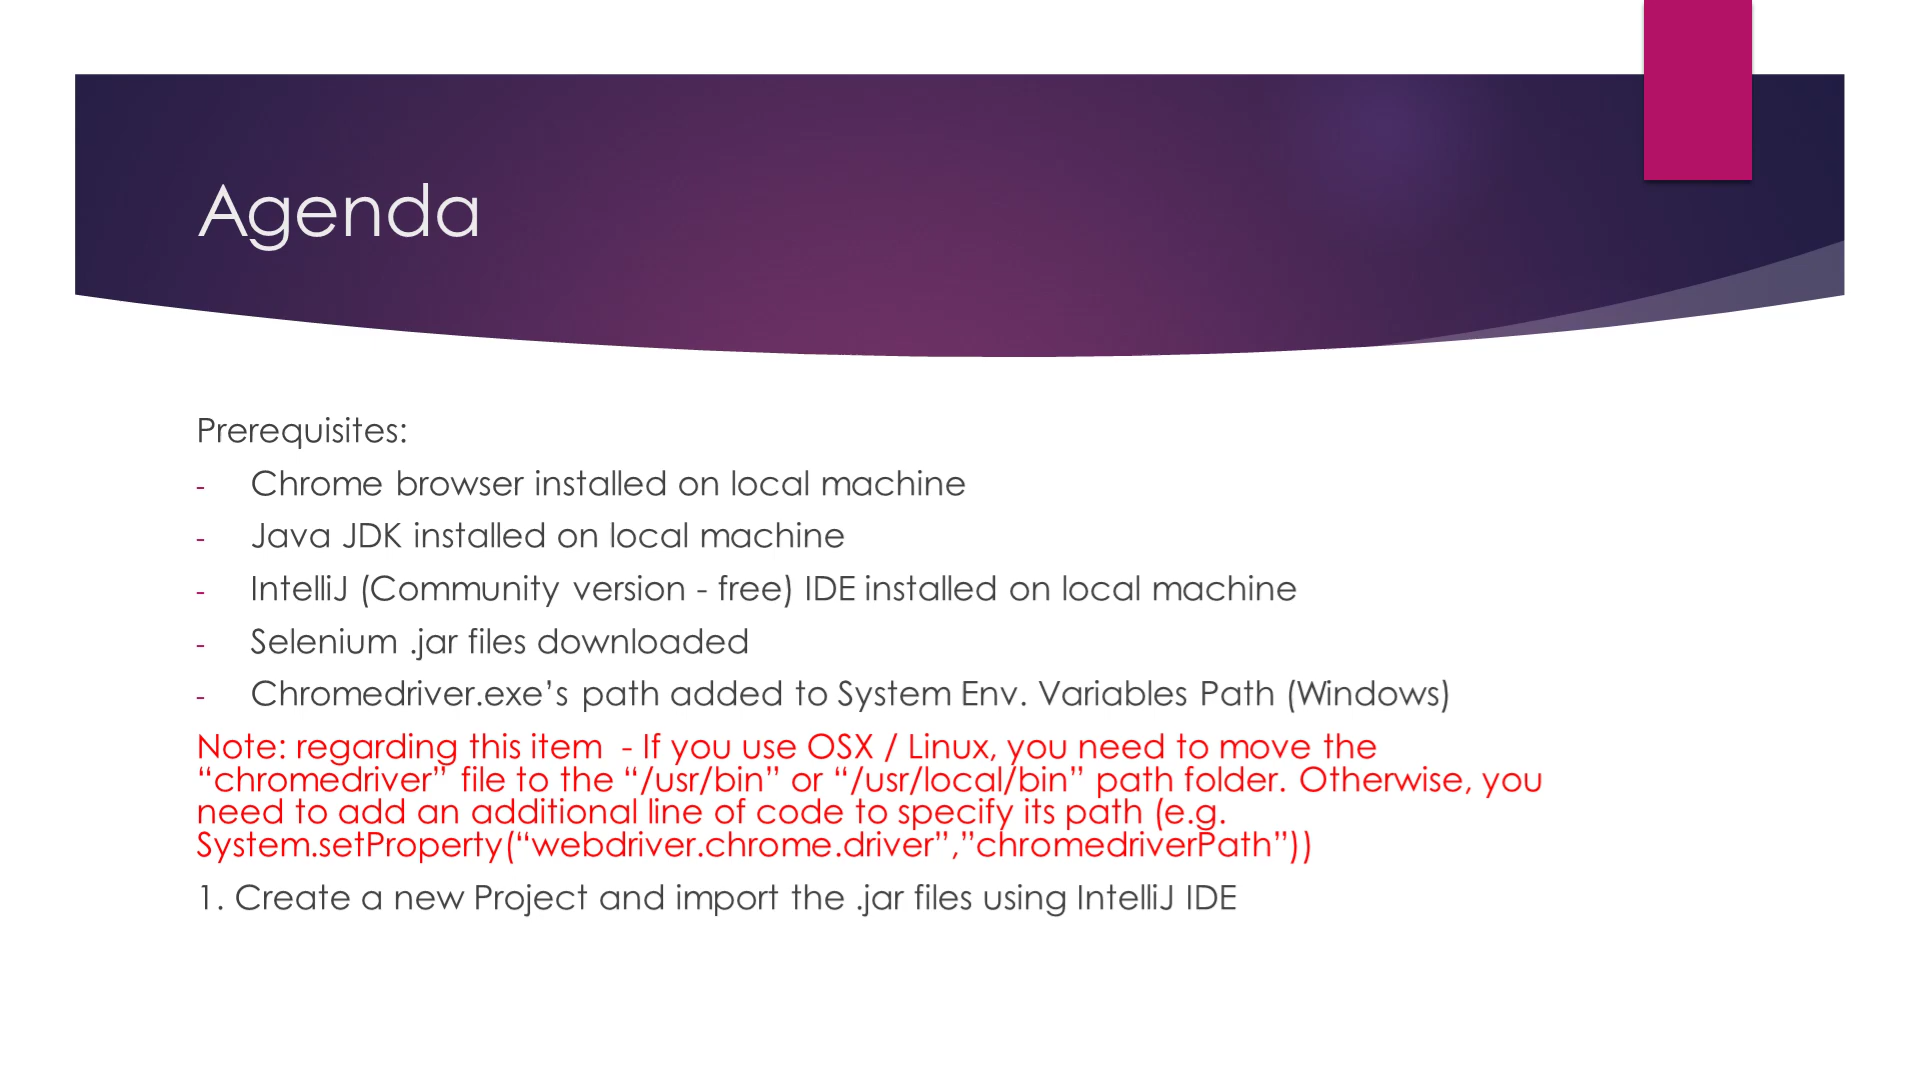 Agenda
Prerequisites:
- Chrome browser installed on local machine
- Java JDK installed on local machine
- IntelliJ (Community version - free) IDE installed on local machine
- Selenium .jar files downloaded
- Chromedriver.exe’s path added to System Env. Variables Path (Windows)
Note: regarding this item - If you use OSX / Linux, you need to move the
“chromedriver” file to the “/usr/bin” or “/usr/local/bin” path folder. Otherwise, you
need to add an additional line of code to specify its path (e.g.
System.setProperty(“webdriver.chrome.driver”,”chromedriverPath”))
1. Create a new Project and import the .jar files using IntelliJ IDE